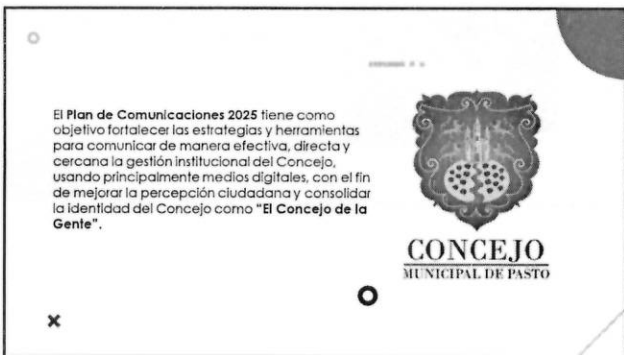 El Plan de Comunicaciones 2025 tiene como
objetivo fortalecer las estrategias y herramientas
para comunicar de manera efectiva, directa y
cercana la gestión institucional del Concejo,
usando principalmente medios digitales, con el fin
de mejorar la percepción ciudadana y consolidar
la identidad del Concejo como "El Concejo de la
Gente".
CONCEJO
MUNICIPAL DE PASTO